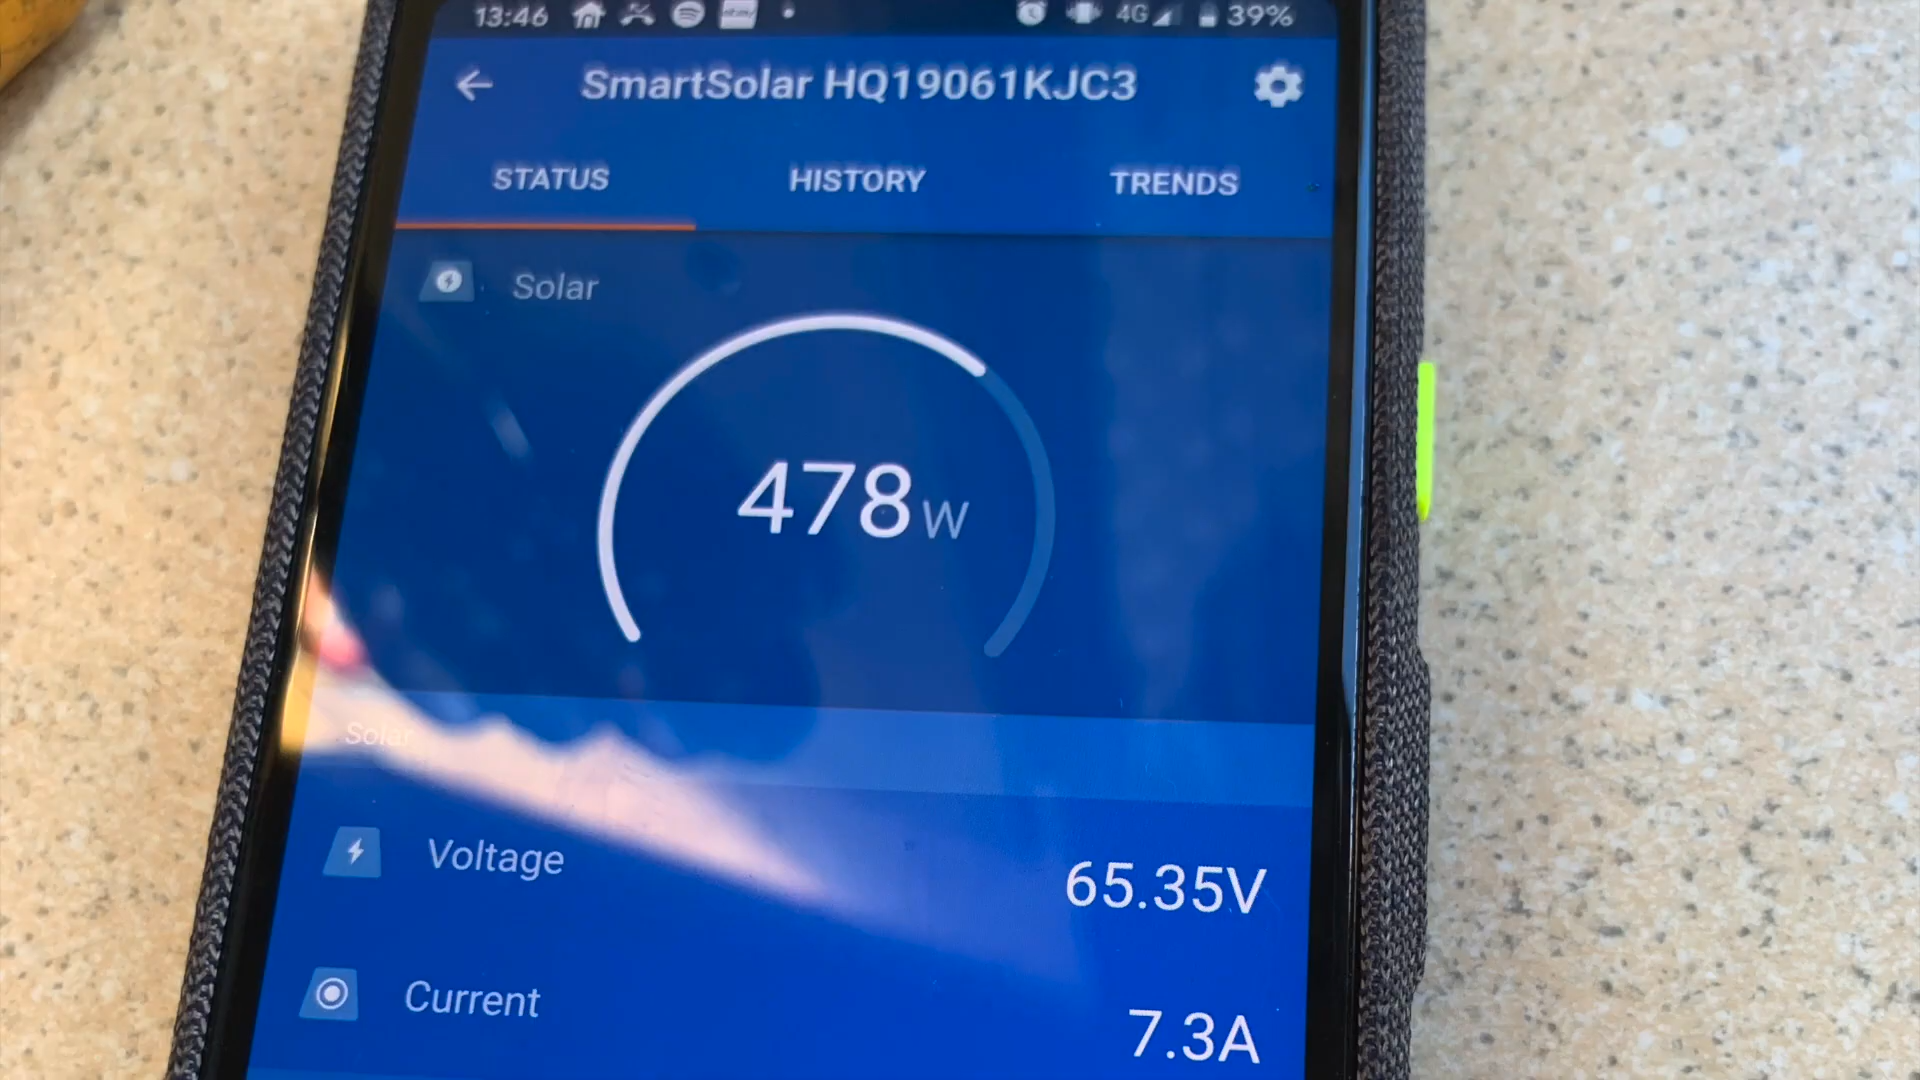 13:46 4G 39%
SmartSolar HQ19061KJC3
STATUS HISTORY TRENDS
Solar
478W
Solar
Voltage 65.35V
Current 7.3A